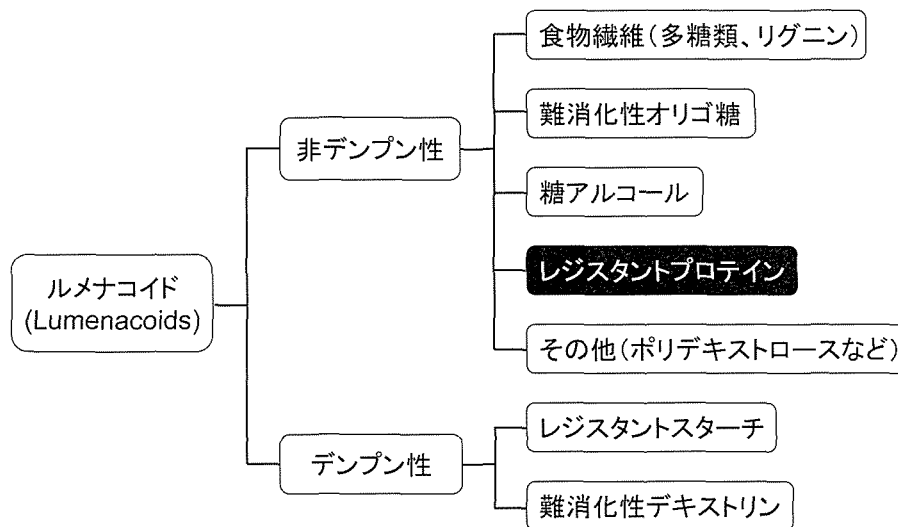 ルメナコイド
(Lumenacoids)
非デンプン性
食物繊維(多糖類、リグニン)
難消化性オリゴ糖
糖アルコール
レジスタントプロテイン
その他(ポリデキストロースなど)
デンプン性
レジスタントスターチ
難消化性デキストリン